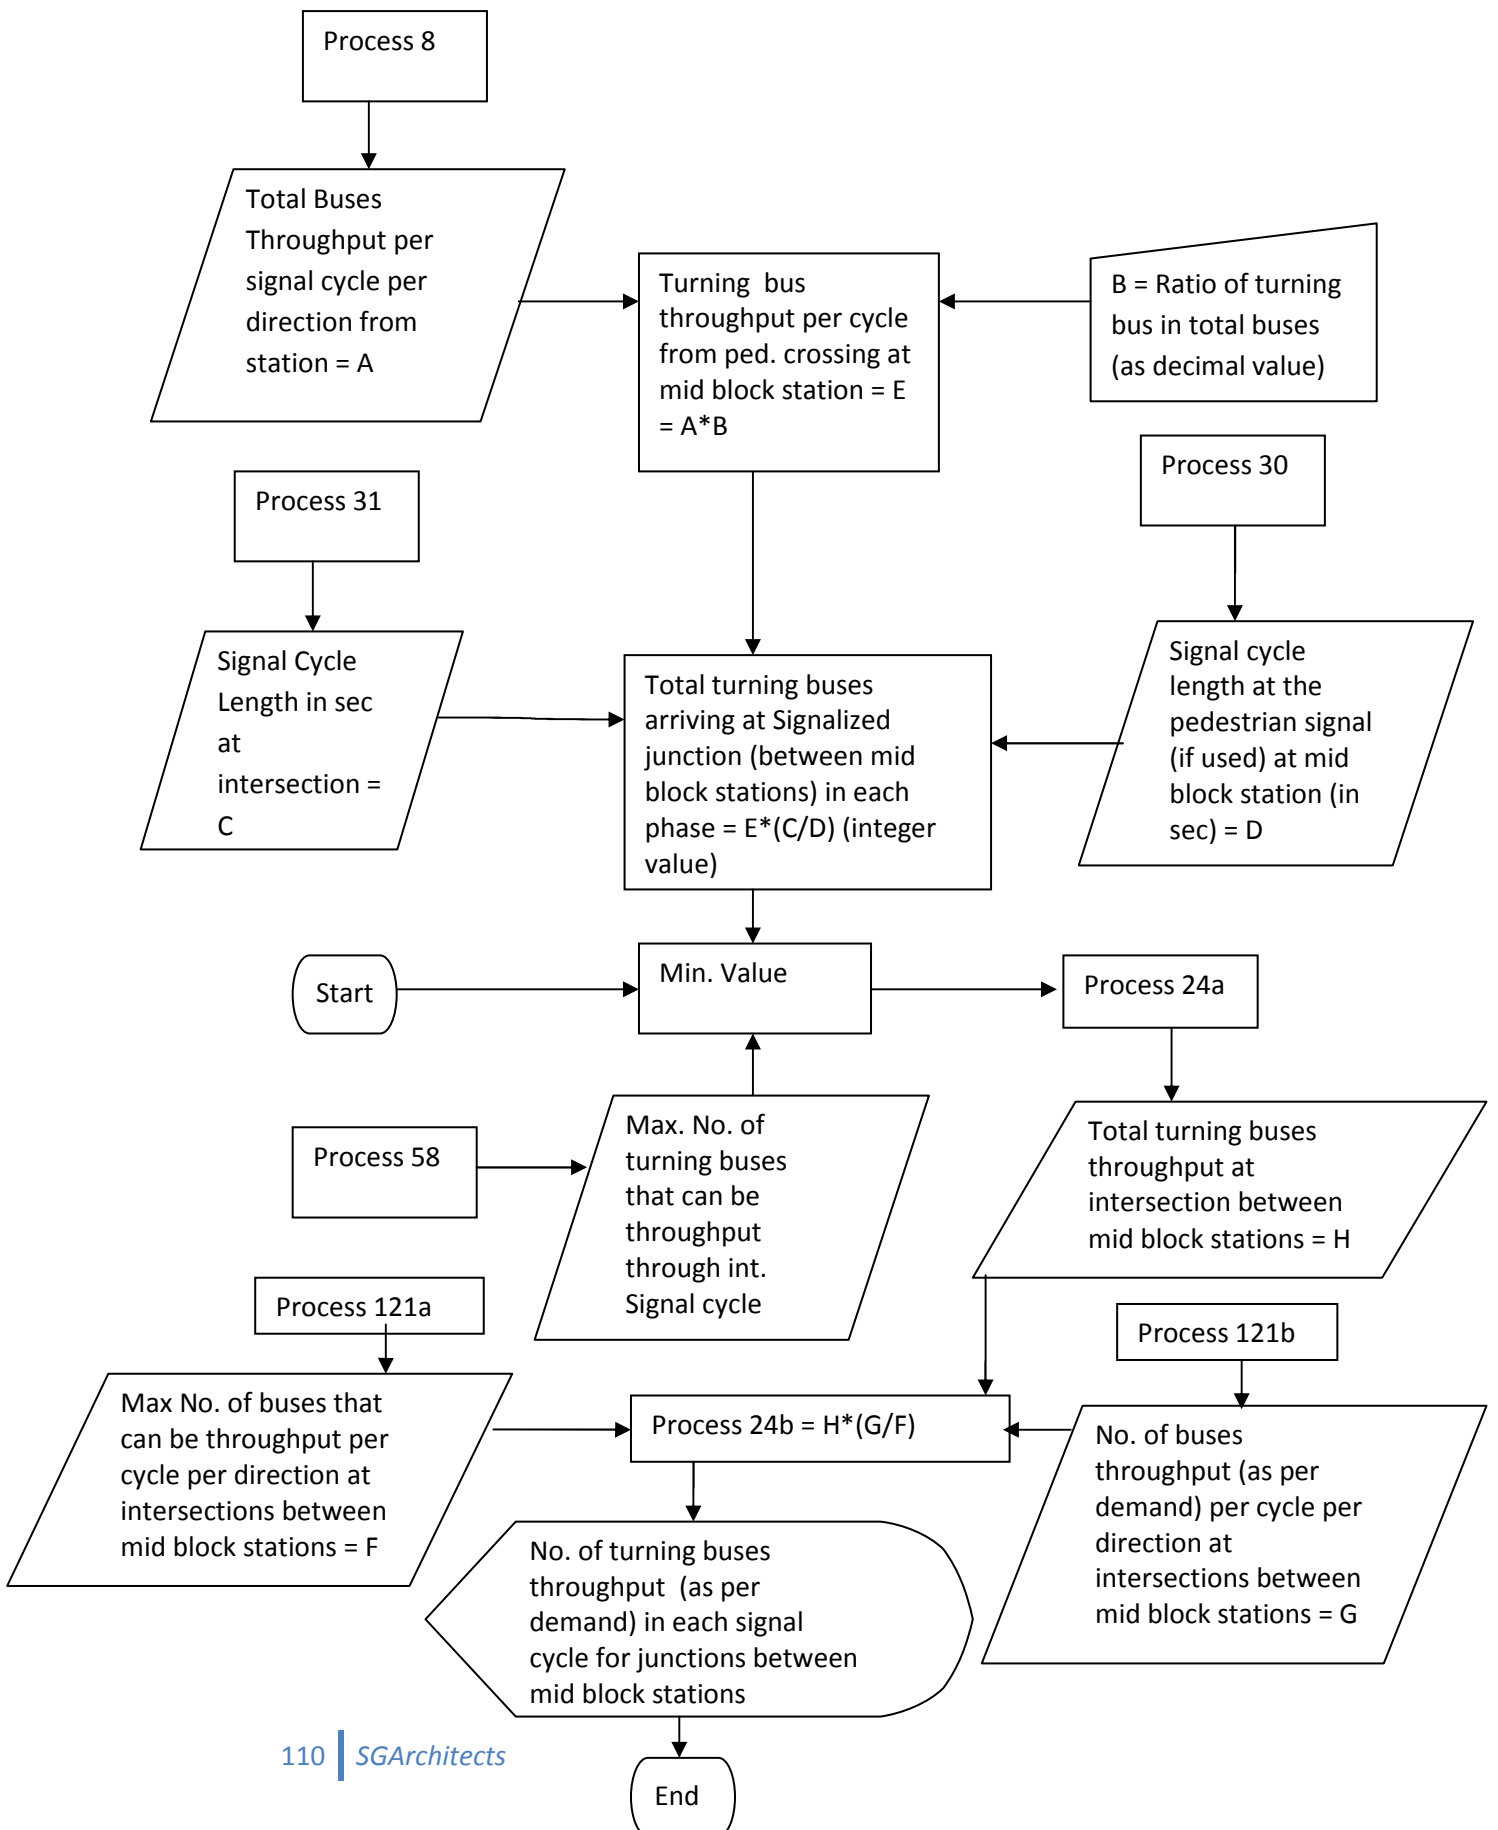 Process 8
Total Buses
Throughput per
signal cycle per
direction from
station = A
Turning  bus
throughput per cycle
from ped. crossing at
mid block station = E
= A*B
B = Ratio of turning
bus in total buses
(as decimal value)
Process 31
Process 30
Signal Cycle
Length in sec
at
intersection =
C
Total turning buses
arriving at Signalized
junction (between mid
block stations) in each
phase = E*(C/D) (integer
value)
Signal cycle
length at the
pedestrian signal
(if used) at mid
block station (in
sec) = D
Start
Min. Value
Process 24a
Process 58
Max. No. of
turning buses
that can be
throughput
through int.
Signal cycle
Total turning buses
throughput at
intersection between
mid block stations = H
Process 121a
Process 121b
Max No. of buses that
can be throughput per
cycle per direction at
intersections between
mid block stations = F
Process 24b = H*(G/F)
No. of buses
throughput (as per
demand) per cycle per
direction at
intersections between
mid block stations = G
No. of turning buses
throughput  (as per
demand) in each signal
cycle for junctions between
mid block stations
110 SGArchitects
End